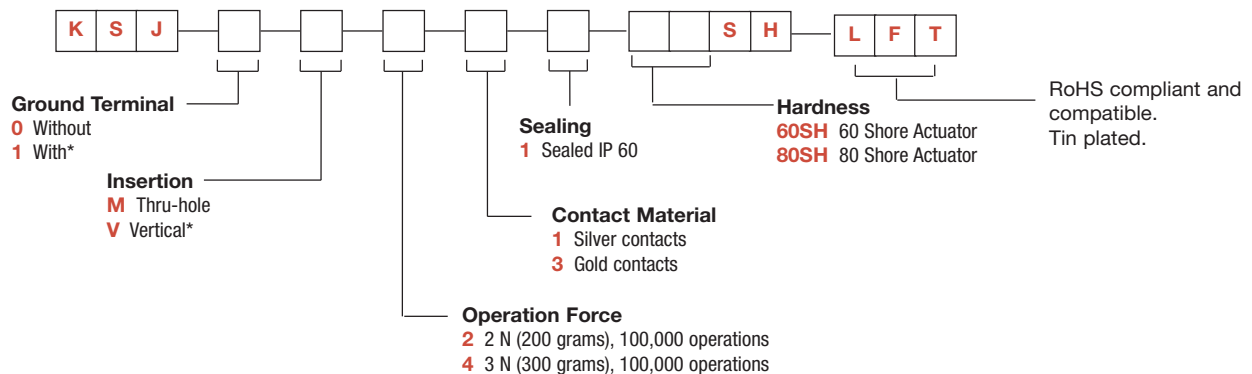 K S J S H L F T
Ground Terminal
0 Without
1 With*
Insertion
M Thru-hole
V Vertical*
Operation Force
2 2 N (200 grams), 100,000 operations
4 3 N (300 grams), 100,000 operations
Contact Material
1 Silver contacts
3 Gold contacts
Sealing
1 Sealed IP 60
Hardness
60SH 60 Shore Actuator
80SH 80 Shore Actuator
RoHS compliant and
compatible.
Tin plated.